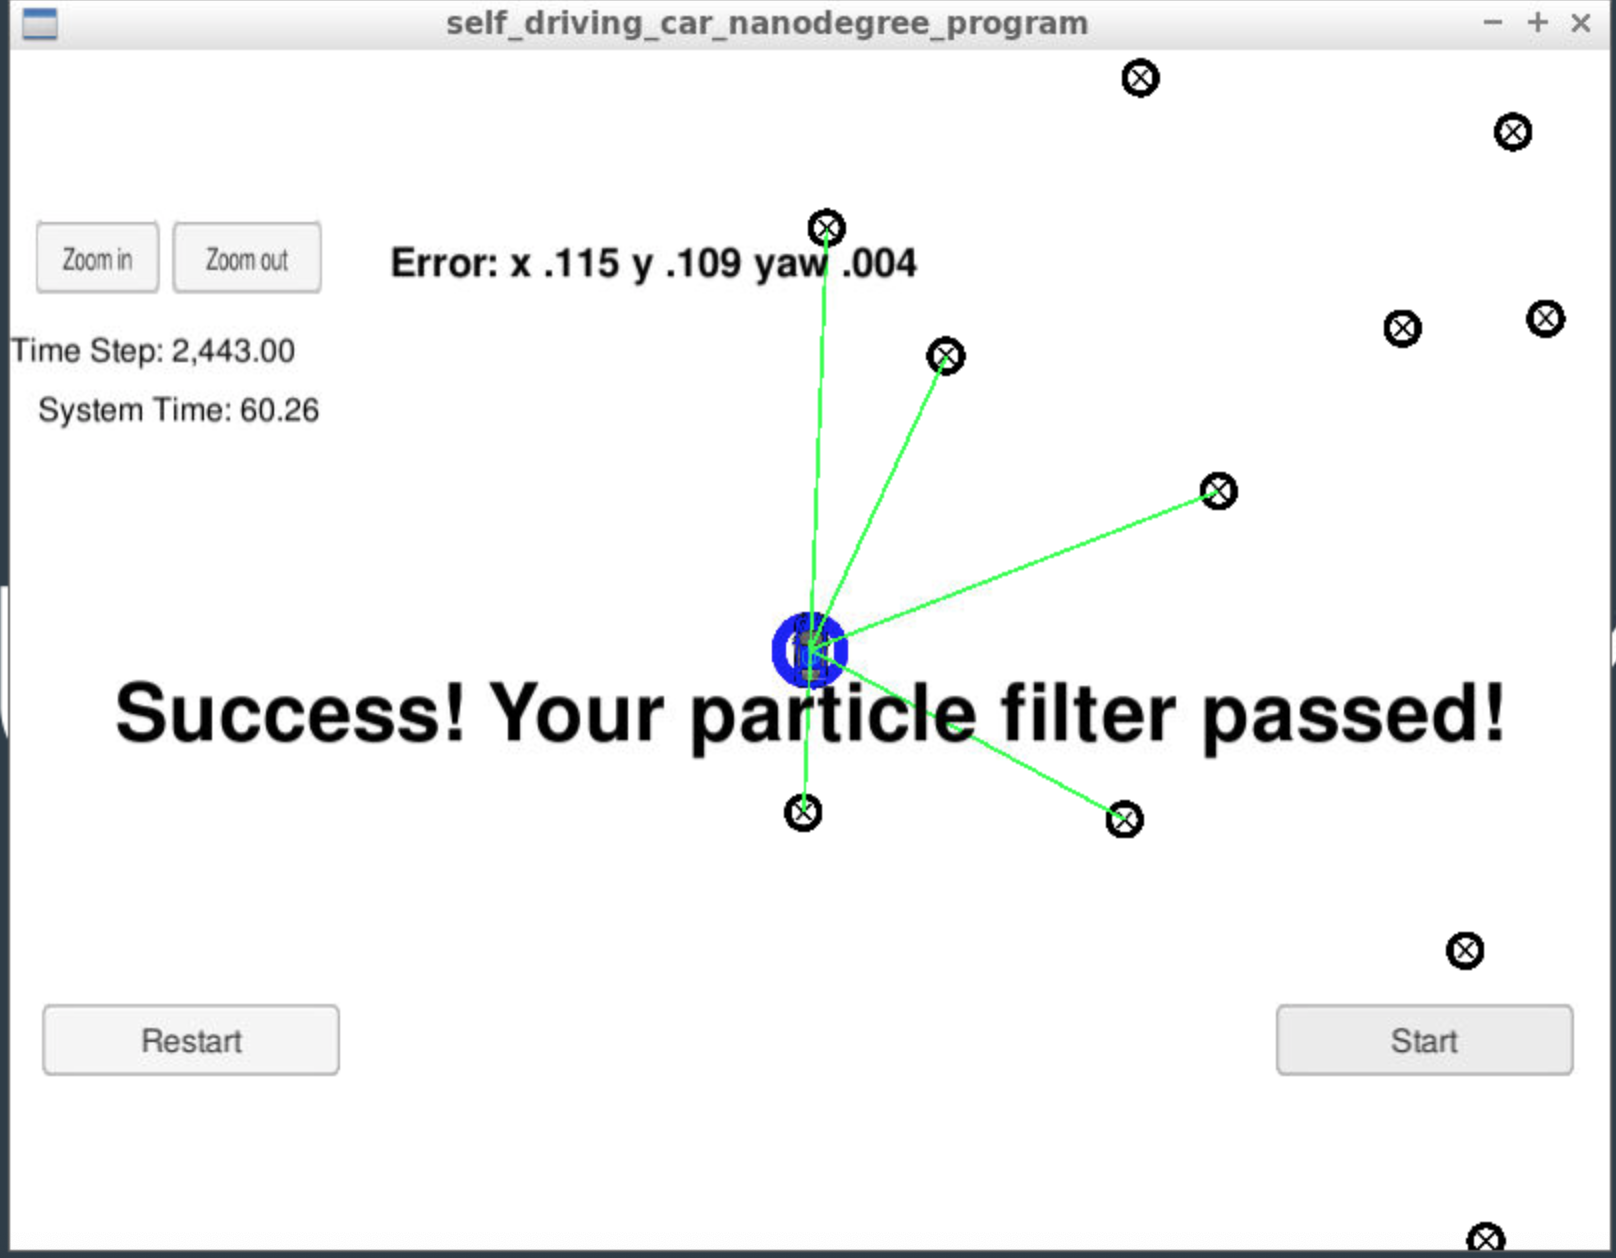 self_driving_car_nanodegree_program
Zoom in
Zoom out
Error: x .115 y .109 yaw .004
Time Step: 2,443.00
System Time: 60.26
Success! Your particle filter passed!
Restart
Start